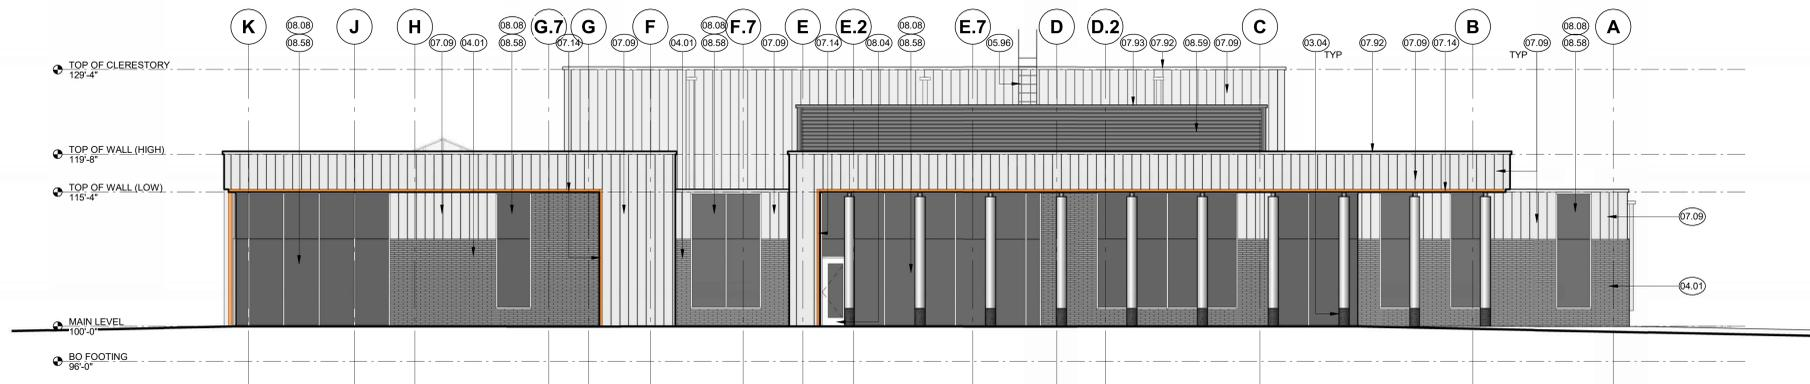 K J H G.7 G F F.7 E E.2 E.7 D D.2 C B A
08.08 08.08 08.08 08.08 08.08
08.58 07.09 04.01 08.58 07.14 07.09 04.01 08.58 07.09 07.14 08.04 08.58 05.96 07.93 07.92 08.59 07.09 03.04 07.92 07.09 07.14 07.09 08.58
TYP TYP
TOP OF CLERESTORY
129'-4"
TOP OF WALL (HIGH)
119'-8"
TOP OF WALL (LOW)
115'-4"
07.09
04.01
MAIN LEVEL
100'-0"
BO FOOTING
96'-0"